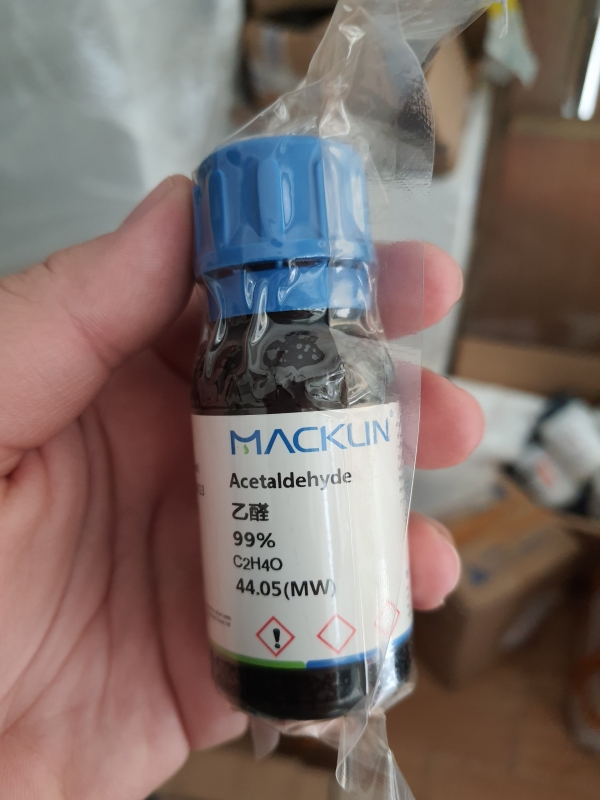 MACKLIN
Acetaldehyde
乙醛
99%
C2H4O
44.05(MW)